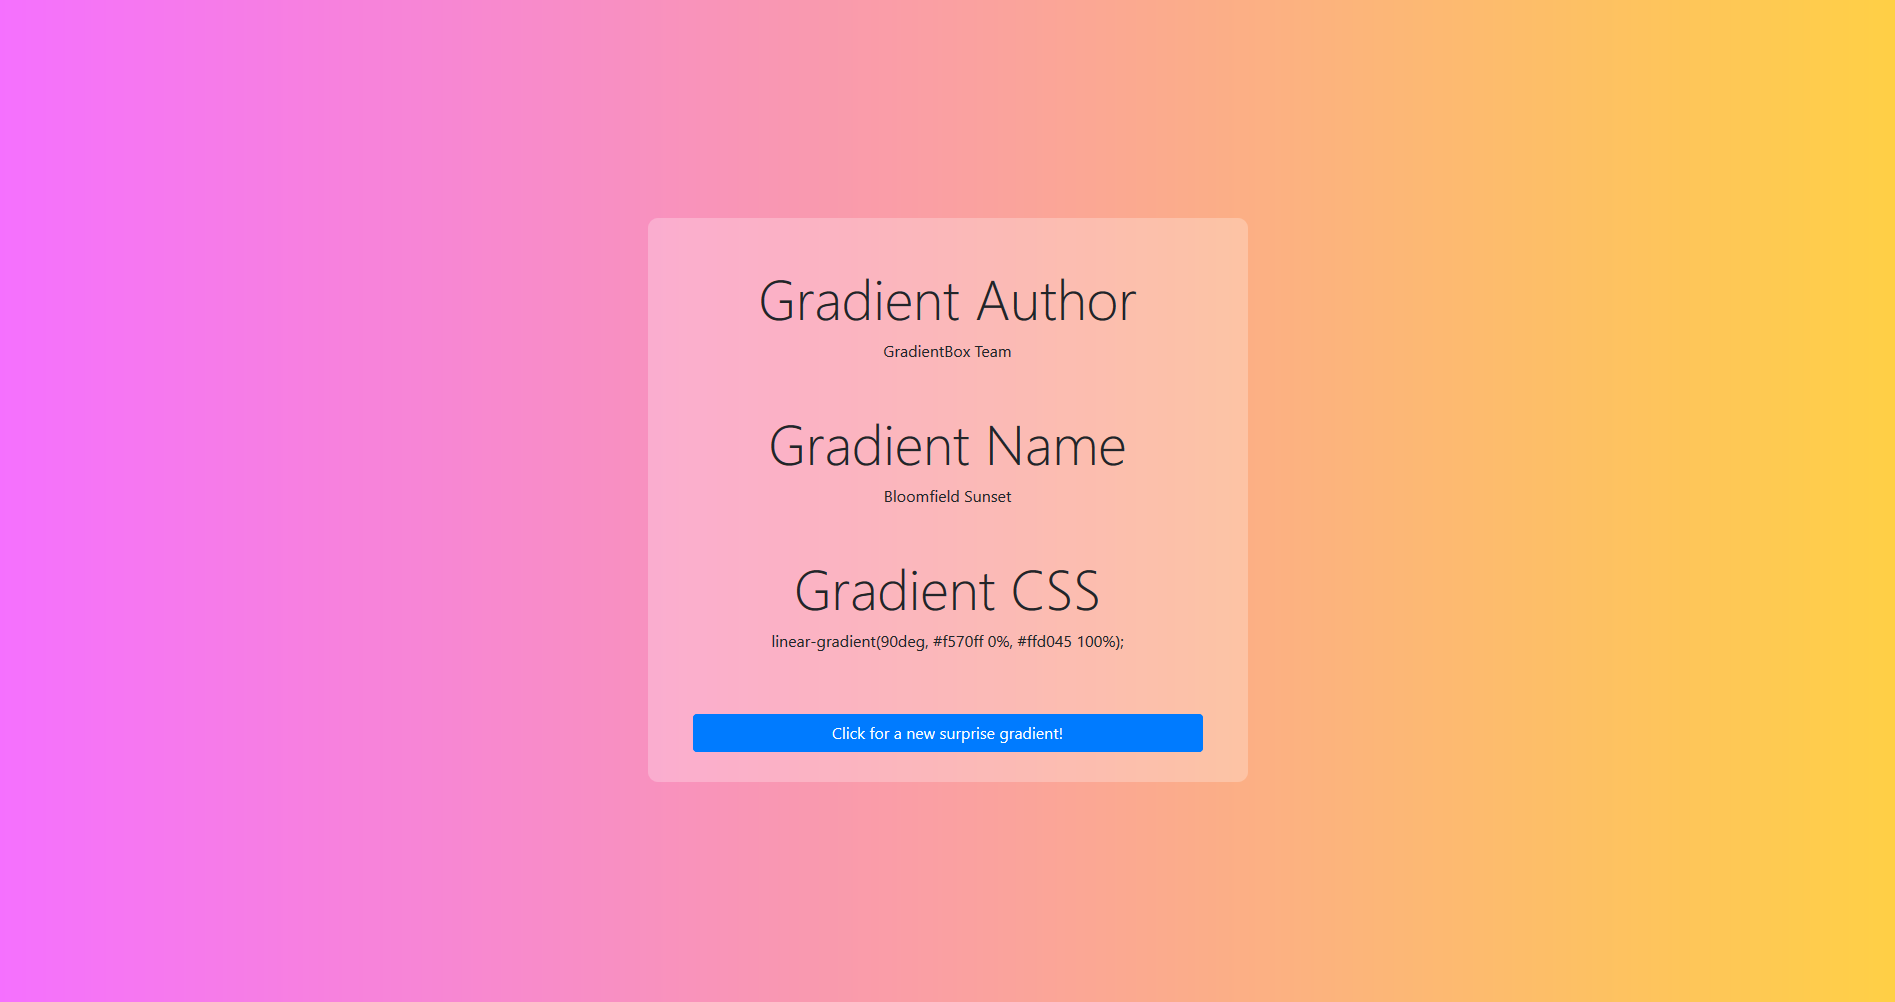 Gradient Author
GradientBox Team
Gradient Name
Bloomfield Sunset
Gradient CSS
linear-gradient(90deg, #f570ff 0%, #ffd045 100%);
Click for a new surprise gradient!